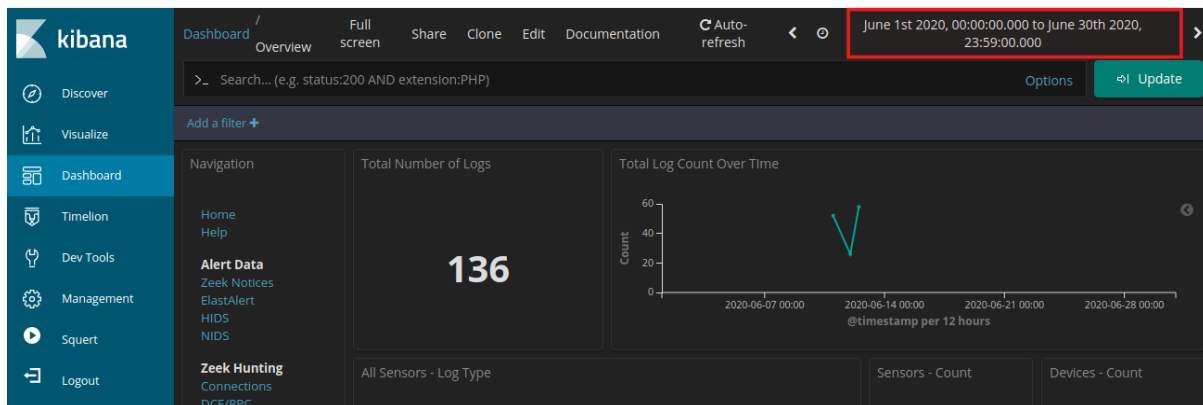 kibana
Discover
Visualize
Dashboard
Timelion
Dev Tools
Management
Squert
Logout
Dashboard
/
Overview
Full
screen
Share
Clone
Edit
Documentation
Auto-
refresh
June 1st 2020, 00:00:00.000 to June 30th 2020,
23:59:00.000
>_ Search... (e.g. status:200 AND extension:PHP)
Options
Update
Add a filter +
Navigation
Home
Help
Alert Data
Zeek Notices
ElastAlert
HIDS
NIDS
Zeek Hunting
Connections
DCE/RPC
Total Number of Logs
136
Total Log Count Over TIme
60
40
20
0
Count
2020-06-07 00:00
2020-06-14 00:00
2020-06-21 00:00
2020-06-28 00:00
@timestamp per 12 hours
All Sensors - Log Type
Sensors - Count
Devices - Count